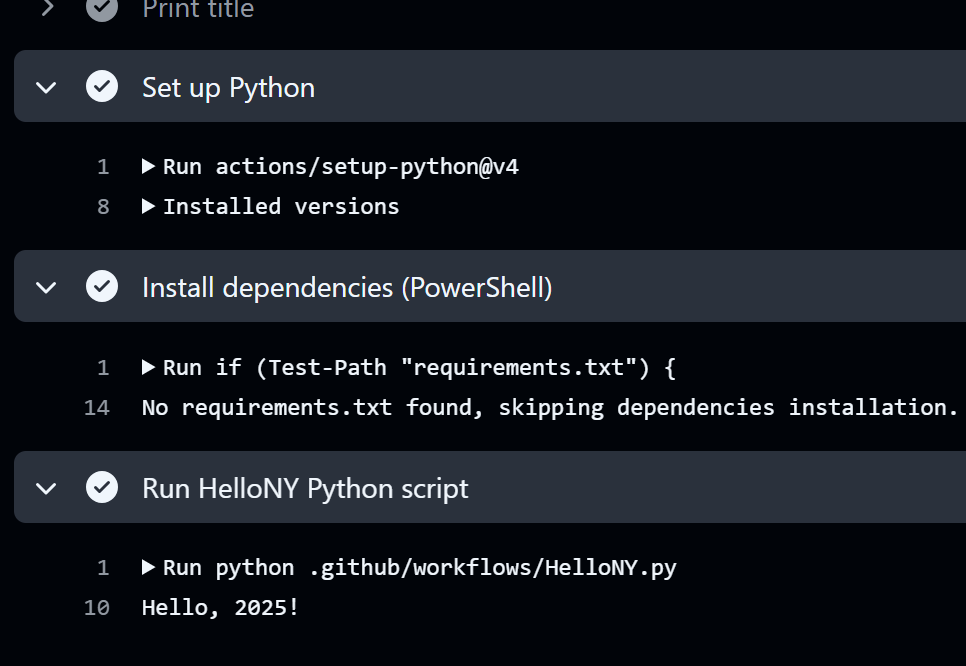 Print title
Set up Python
1 Run actions/setup-python@v4
8 Installed versions
Install dependencies (PowerShell)
1 Run if (Test-Path "requirements.txt") {
14 No requirements.txt found, skipping dependencies installation.
Run HelloNY Python script
1 Run python .github/workflows/HelloNY.py
10 Hello, 2025!